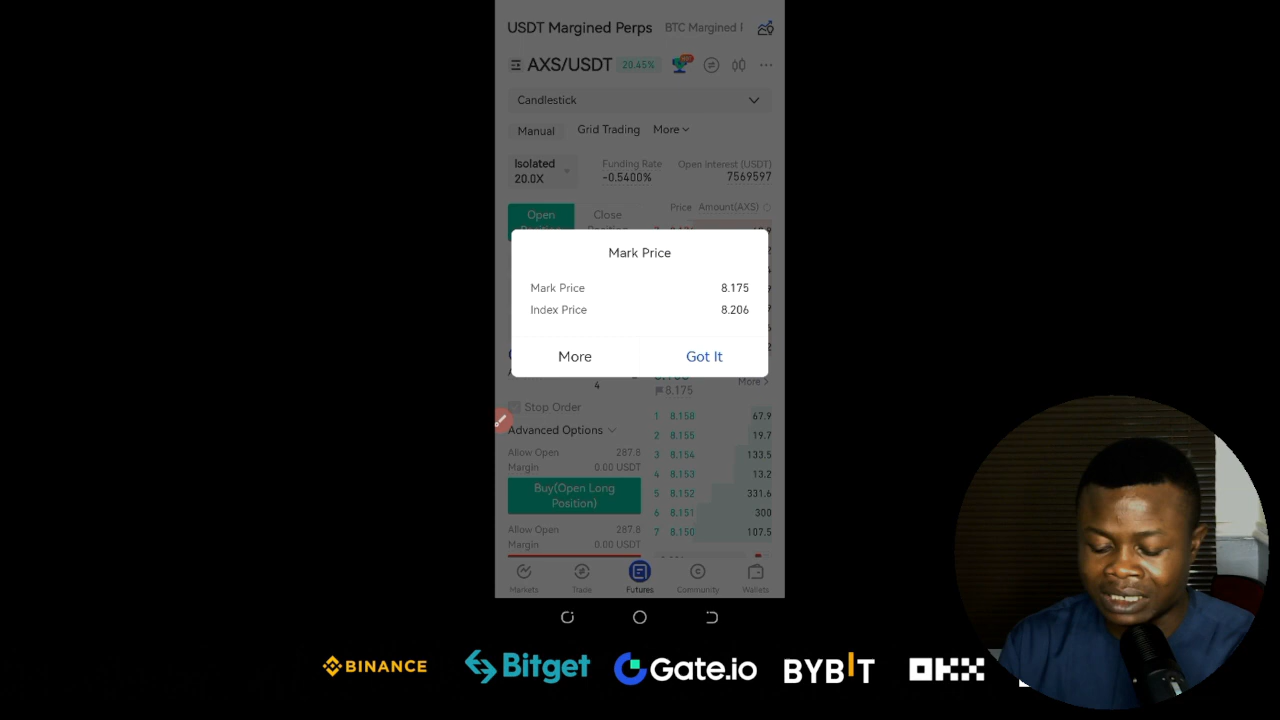 USDT Margined Perps BTC Margined
AXS/USDT 20.45%
Candlestick
Manual Grid Trading More
Isolated
20.0X
Funding Rate
-0.5400%
Open Interest (USDT)
7569597
Open
Close
Price Amount(AXS)
Mark Price
Mark Price 8.175
Index Price 8.206
More Got It
4
8.175
More
Stop Order
Advanced Options
Allow Open 287.8
Margin 0.00 USDT
Buy(Open Long
Position)
Allow Open 287.8
Margin 0.00 USDT
1 8.158 67.9
2 8.155 19.7
3 8.154 133.5
4 8.153 13.2
5 8.152 331.6
6 8.151 300
7 8.150 107.5
Markets Trade Futures Community Wallets
BINANCE Bitget Gate.io BYBIT OKX